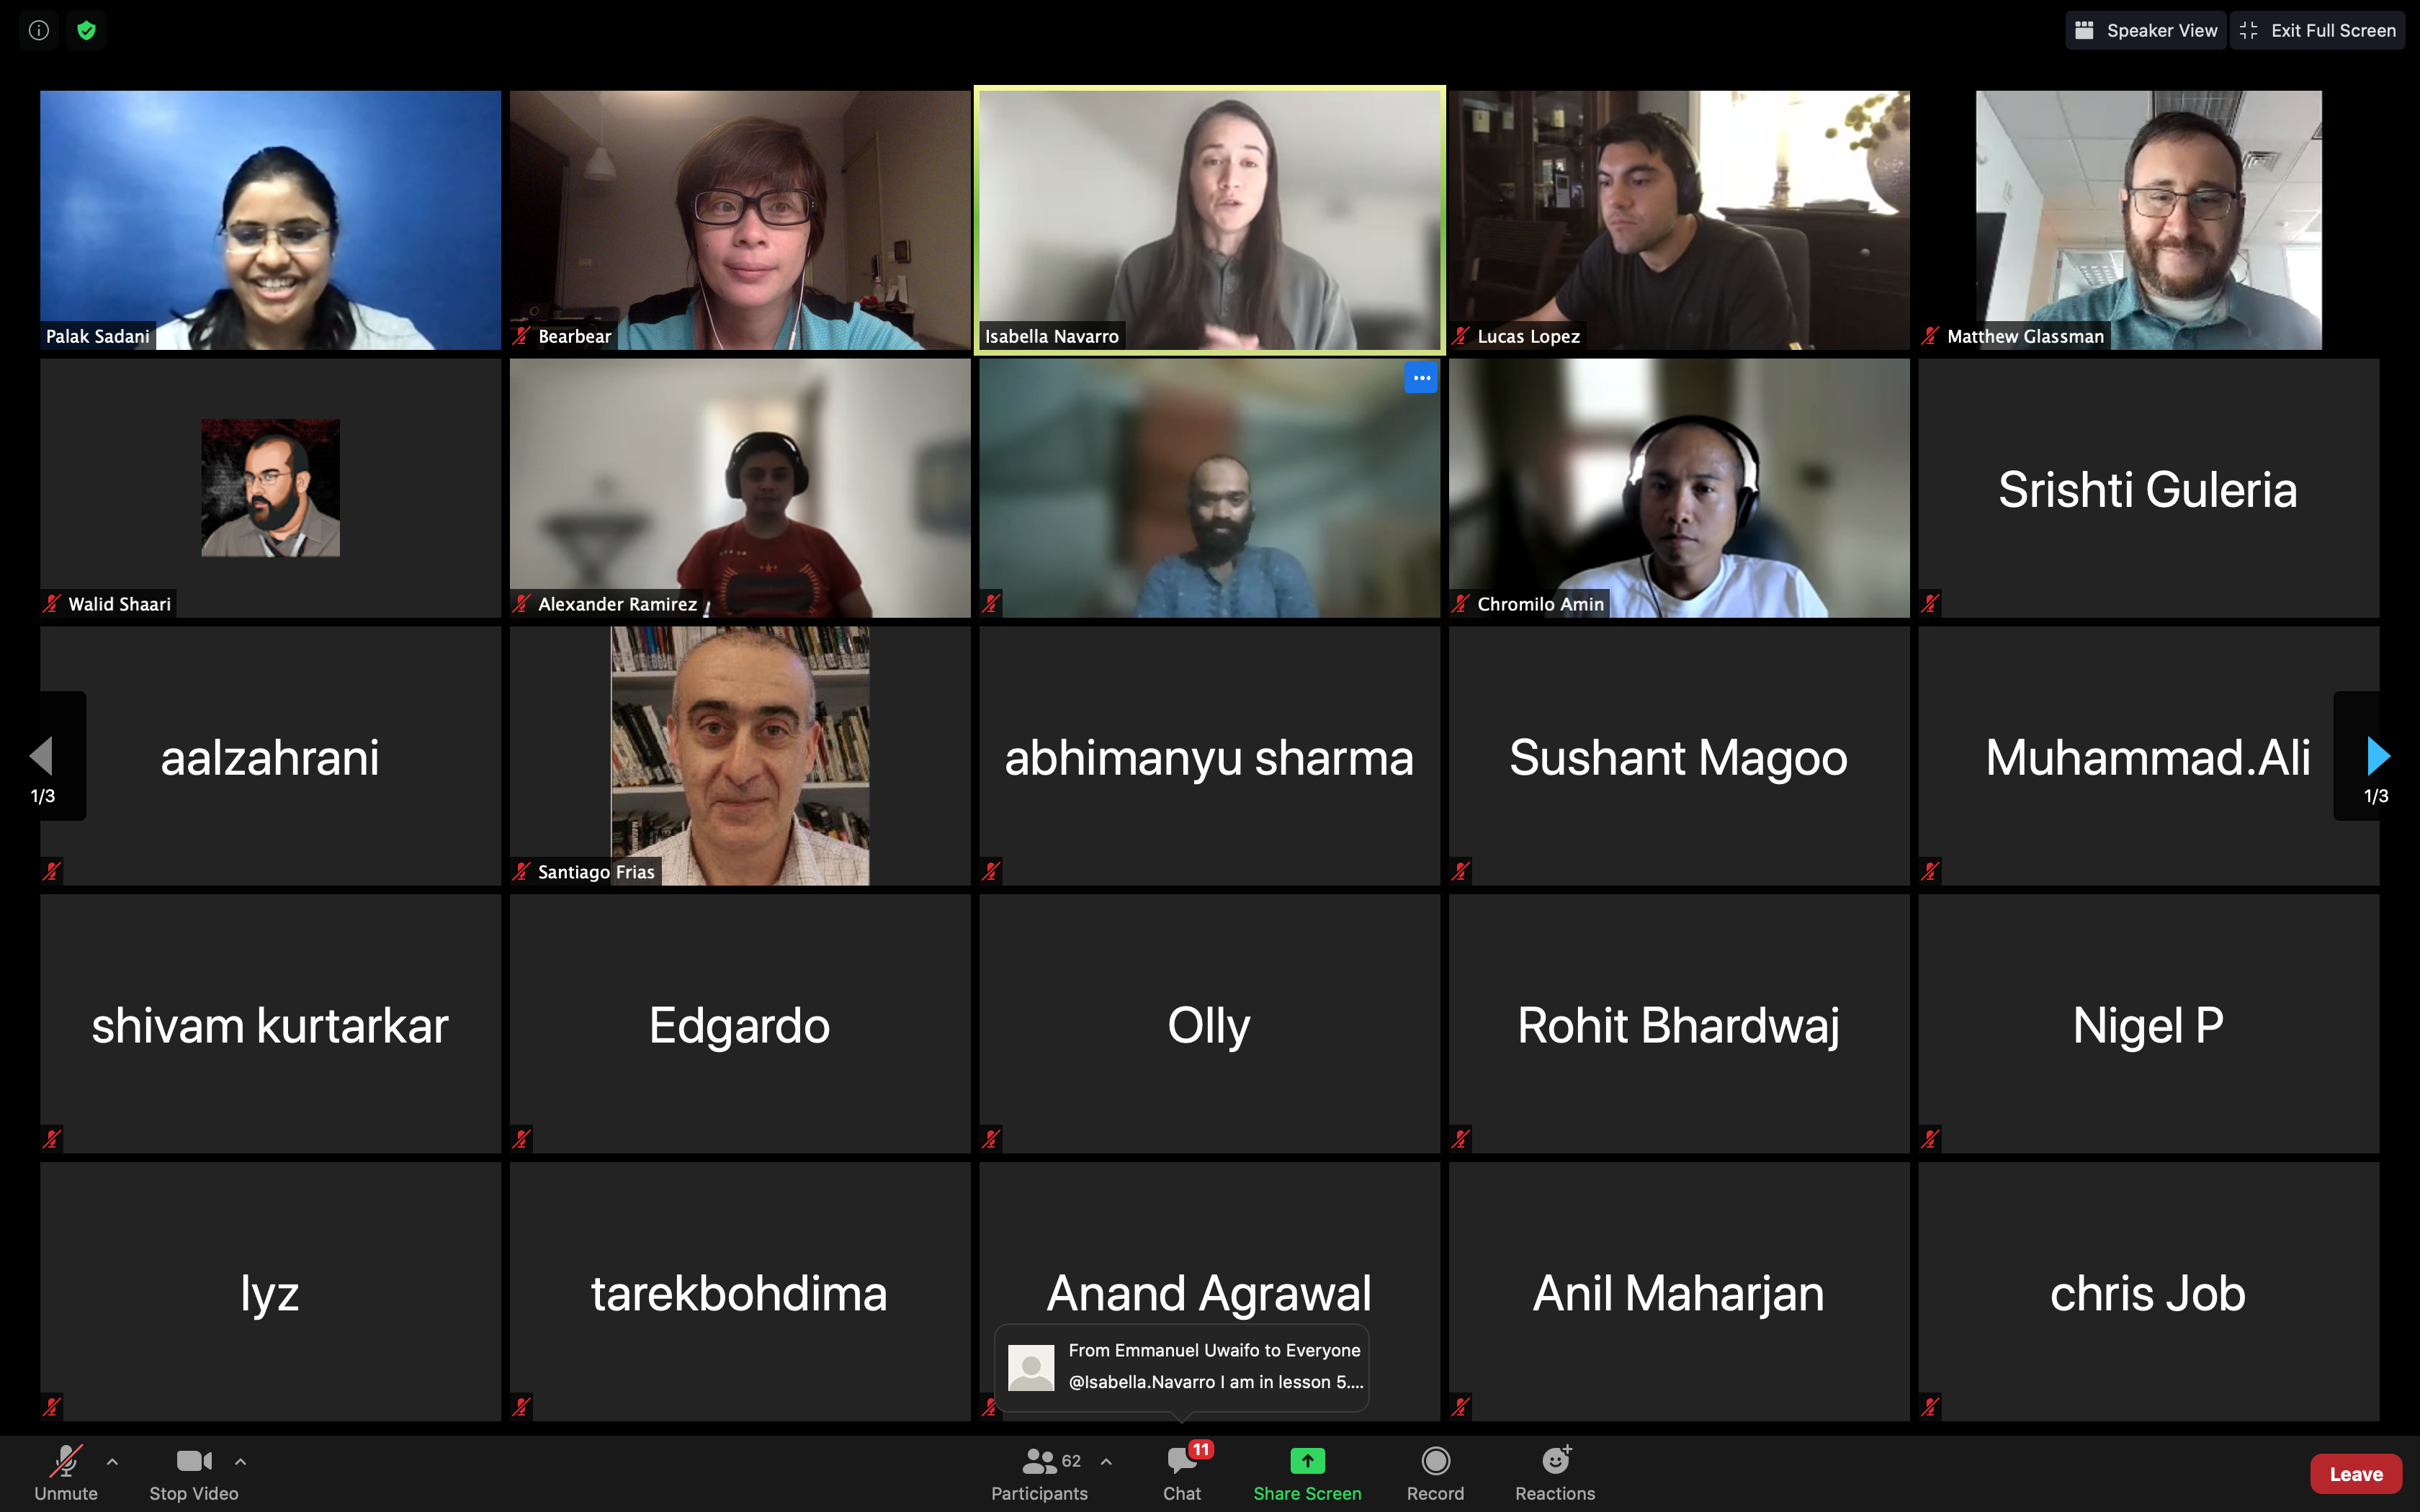 Speaker View
Exit Full Screen
Palak Sadani
Bearbear
Isabella Navarro
Lucas Lopez
Matthew Glassman
Walid Shaari
Alexander Ramirez
Chromilo Amin
Srishti Guleria
aalzahrani
Santiago Frias
abhimanyu sharma
Sushant Magoo
Muhammad.Ali
1/3
1/3
shivam kurtarkar
Edgardo
Olly
Rohit Bhardwaj
Nigel P
lyz
tarekbohdima
Anand Agrawal
Anil Maharjan
chris Job
From Emmanuel Uwaifo to Everyone
@Isabella.Navarro I am in lesson 5....
Unmute
Stop Video
62
Participants
11
Chat
Share Screen
Record
Reactions
Leave